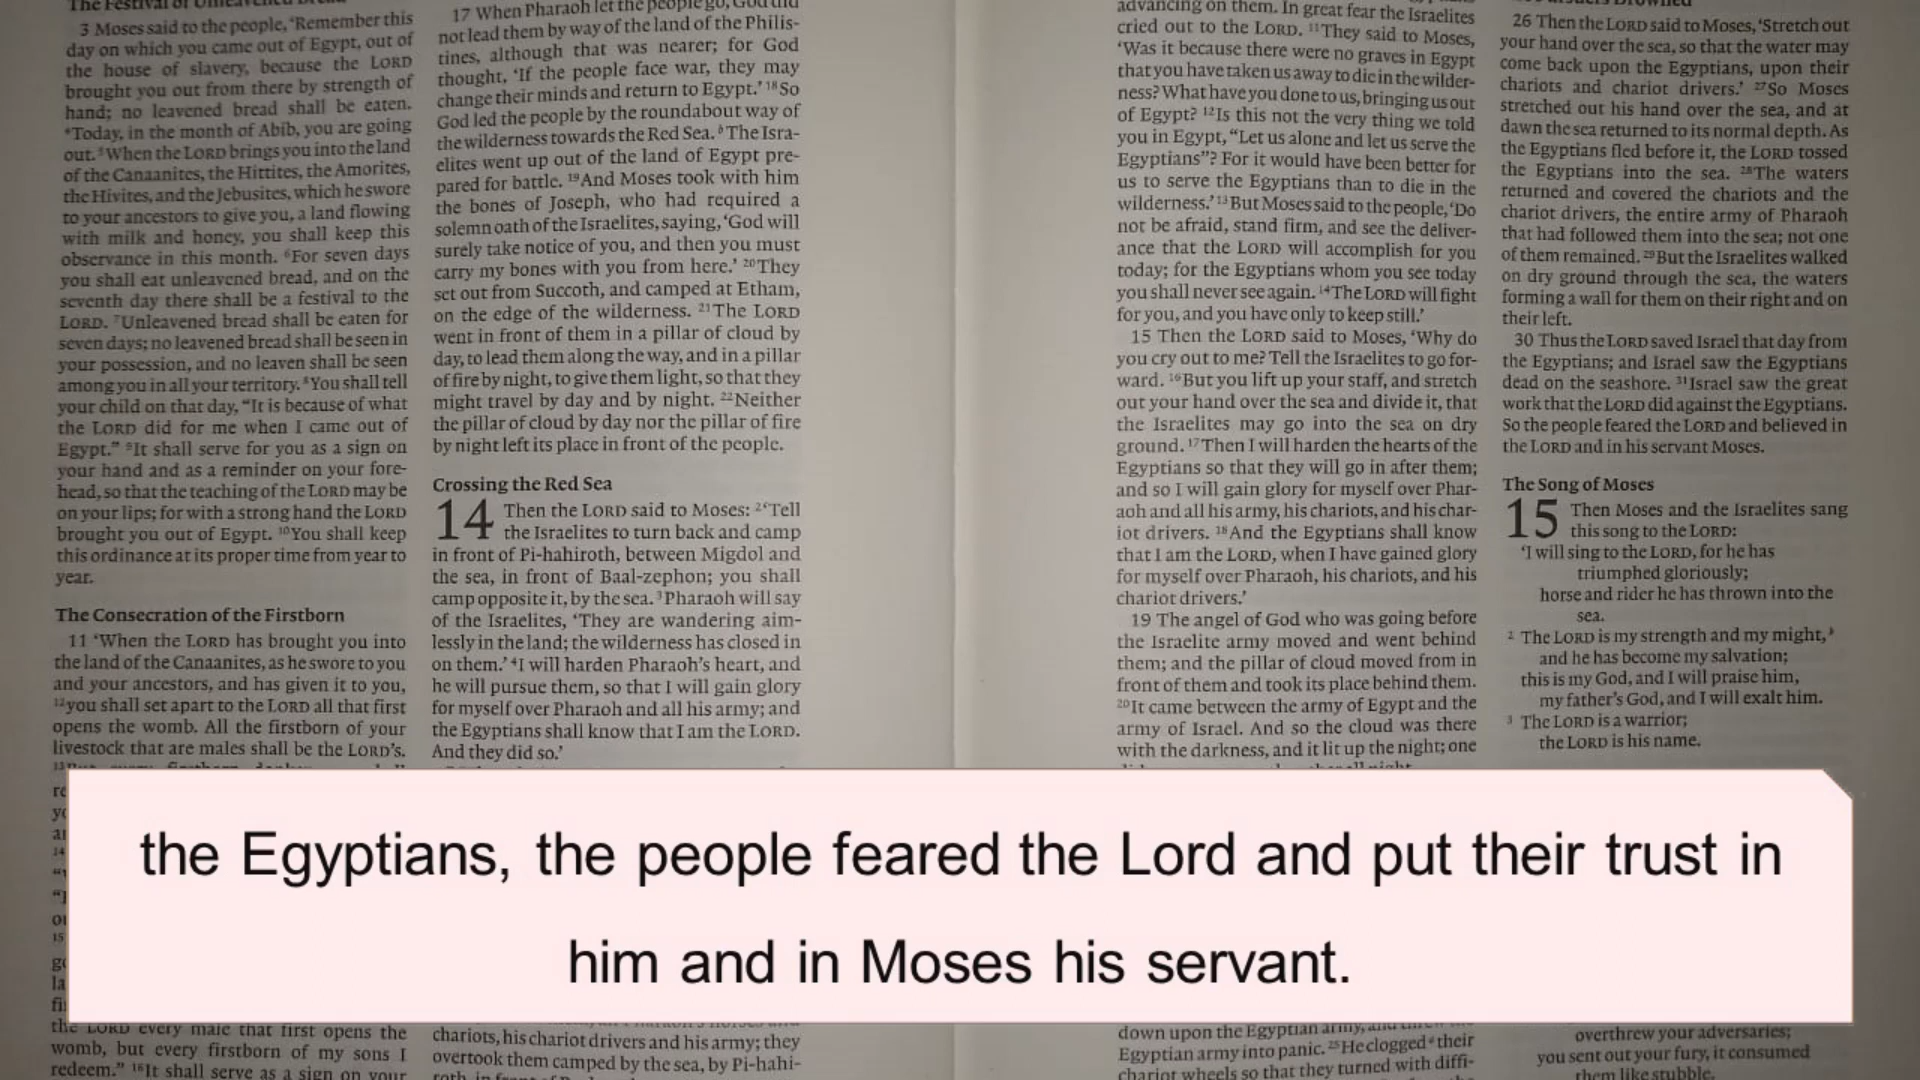 The Festival of Unleavened Bread
3 Moses said to the people, ‘Remember this
day on which you came out of Egypt, out of
the house of slavery, because the LORD
brought you out from there by strength of
hand; no leavened bread shall be eaten.
⁴Today, in the month of Abib, you are going
out. ⁵When the LORD brings you into the land
of the Canaanites, the Hittites, the Amorites,
the Hivites, and the Jebusites, which he swore
to your ancestors to give you, a land flowing
with milk and honey, you shall keep this
observance in this month. ⁶For seven days
you shall eat unleavened bread, and on the
seventh day there shall be a festival to the
LORD. ⁷Unleavened bread shall be eaten for
seven days; no leavened bread shall be seen in
your possession, and no leaven shall be seen
among you in all your territory. ⁸You shall tell
your child on that day, “It is because of what
the LORD did for me when I came out of
Egypt.” ⁹It shall serve for you as a sign on
your hand and as a reminder on your fore-
head, so that the teaching of the LORD may be
on your lips; for with a strong hand the LORD
brought you out of Egypt. ¹⁰You shall keep
this ordinance at its proper time from year to
year.
The Consecration of the Firstborn
11 ‘When the LORD has brought you into
the land of the Canaanites, as he swore to you
and your ancestors, and has given it to you,
¹²you shall set apart to the LORD all that first
opens the womb. All the firstborn of your
livestock that are males shall be the LORD’s.
the LORD every male that first opens the
womb, but every firstborn of my sons I
redeem.” ¹⁶It shall serve as a sign on your
17 When Pharaoh let the people go, God did
not lead them by way of the land of the Philis-
tines, although that was nearer; for God
thought, ‘If the people face war, they may
change their minds and return to Egypt.’ ¹⁸So
God led the people by the roundabout way of
the wilderness towards the Red Sea. The Isra-
elites went up out of the land of Egypt pre-
pared for battle. ¹⁹And Moses took with him
the bones of Joseph, who had required a
solemn oath of the Israelites, saying, ‘God will
surely take notice of you, and then you must
carry my bones with you from here.’ ²⁰They
set out from Succoth, and camped at Etham,
on the edge of the wilderness. ²¹The LORD
went in front of them in a pillar of cloud by
day, to lead them along the way, and in a pillar
of fire by night, to give them light, so that they
might travel by day and by night. ²²Neither
the pillar of cloud by day nor the pillar of fire
by night left its place in front of the people.
Crossing the Red Sea
14 Then the LORD said to Moses: ²‘Tell
the Israelites to turn back and camp
in front of Pi-hahiroth, between Migdol and
the sea, in front of Baal-zephon; you shall
camp opposite it, by the sea. ³Pharaoh will say
of the Israelites, ‘They are wandering aim-
lessly in the land; the wilderness has closed in
on them.’ ⁴I will harden Pharaoh’s heart, and
he will pursue them, so that I will gain glory
for myself over Pharaoh and all his army; and
the Egyptians shall know that I am the LORD.
And they did so.’
chariots, his chariot drivers and his army; they
overtook them camped by the sea, by Pi-hahi-
advancing on them. In great fear the Israelites
cried out to the LORD. ¹¹They said to Moses,
‘Was it because there were no graves in Egypt
that you have taken us away to die in the wilder-
ness? What have you done to us, bringing us out
of Egypt? ¹²Is this not the very thing we told
you in Egypt, “Let us alone and let us serve the
Egyptians”? For it would have been better for
us to serve the Egyptians than to die in the
wilderness.’ ¹³But Moses said to the people, ‘Do
not be afraid, stand firm, and see the deliver-
ance that the LORD will accomplish for you
today; for the Egyptians whom you see today
you shall never see again. ¹⁴The LORD will fight
for you, and you have only to keep still.’
15 Then the LORD said to Moses, ‘Why do
you cry out to me? Tell the Israelites to go for-
ward. ¹⁶But you lift up your staff, and stretch
out your hand over the sea and divide it, that
the Israelites may go into the sea on dry
ground. ¹⁷Then I will harden the hearts of the
Egyptians so that they will go in after them;
and so I will gain glory for myself over Phar-
aoh and all his army, his chariots, and his char-
iot drivers. ¹⁸And the Egyptians shall know
that I am the LORD, when I have gained glory
for myself over Pharaoh, his chariots, and his
chariot drivers.’
19 The angel of God who was going before
the Israelite army moved and went behind
them; and the pillar of cloud moved from in
front of them and took its place behind them.
²⁰It came between the army of Egypt and the
army of Israel. And so the cloud was there
with the darkness, and it lit up the night; one
down upon the Egyptian army, and threw the
Egyptian army into panic. ²⁵He clogged their
chariot wheels so that they turned with diffi-
26 Then the LORD said to Moses, ‘Stretch out
your hand over the sea, so that the water may
come back upon the Egyptians, upon their
chariots and chariot drivers.’ ²⁷So Moses
stretched out his hand over the sea, and at
dawn the sea returned to its normal depth. As
the Egyptians fled before it, the LORD tossed
the Egyptians into the sea. ²⁸The waters
returned and covered the chariots and the
chariot drivers, the entire army of Pharaoh
that had followed them into the sea; not one
of them remained. ²⁹But the Israelites walked
on dry ground through the sea, the waters
forming a wall for them on their right and on
their left.
30 Thus the LORD saved Israel that day from
the Egyptians; and Israel saw the Egyptians
dead on the seashore. ³¹Israel saw the great
work that the LORD did against the Egyptians.
So the people feared the LORD and believed in
the LORD and in his servant Moses.
The Song of Moses
15 Then Moses and the Israelites sang
this song to the LORD:
‘I will sing to the LORD, for he has
triumphed gloriously;
horse and rider he has thrown into the
sea.
² The LORD is my strength and my might,
and he has become my salvation;
this is my God, and I will praise him,
my father’s God, and I will exalt him.
³ The LORD is a warrior;
the LORD is his name.
overthrew your adversaries;
you sent out your fury, it consumed
them like stubble.
the Egyptians, the people feared the Lord and put their trust in
him and in Moses his servant.